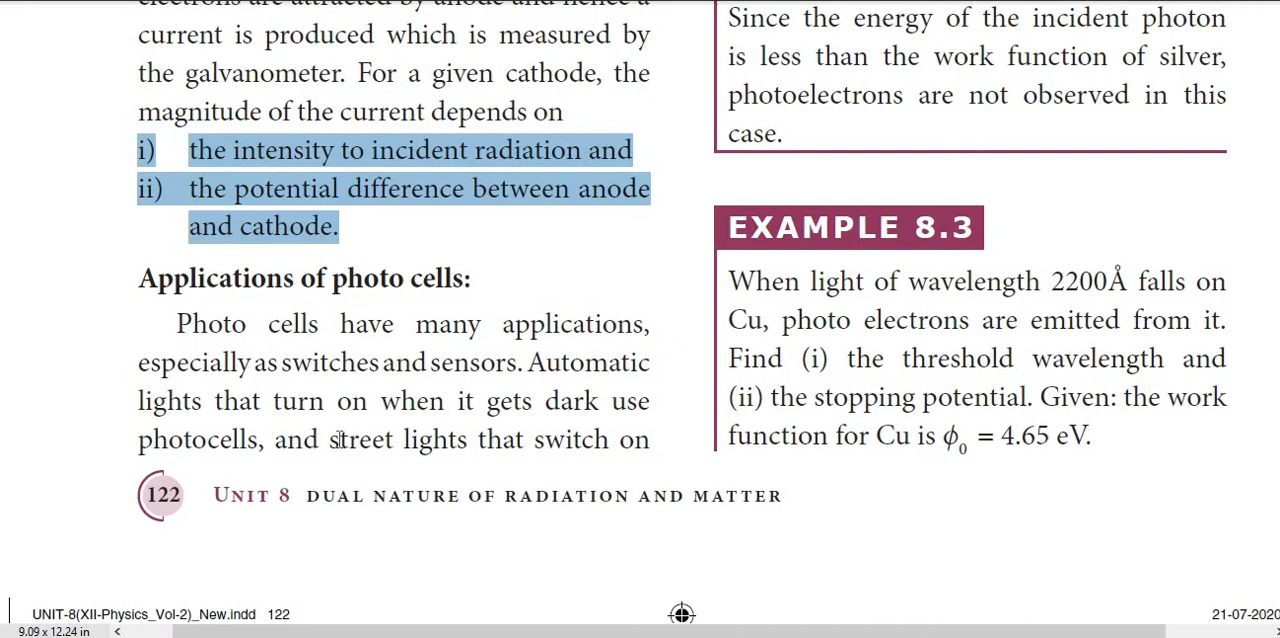 electrons are attracted by anode and hence a
current is produced which is measured by
the galvanometer. For a given cathode, the
magnitude of the current depends on
i) the intensity to incident radiation and
ii) the potential difference between anode
and cathode.
Applications of photo cells:
Photo cells have many applications,
especially as switches and sensors. Automatic
lights that turn on when it gets dark use
photocells, and street lights that switch on
Since the energy of the incident photon
is less than the work function of silver,
photoelectrons are not observed in this
case.
EXAMPLE 8.3
When light of wavelength 2200Å falls on
Cu, photo electrons are emitted from it.
Find (i) the threshold wavelength and
(ii) the stopping potential. Given: the work
function for Cu is ϕ₀ = 4.65 eV.
122 UNIT 8 DUAL NATURE OF RADIATION AND MATTER
UNIT-8(XII-Physics_Vol-2)_New.indd 122
21-07-2020
9.09 x 12.24 in